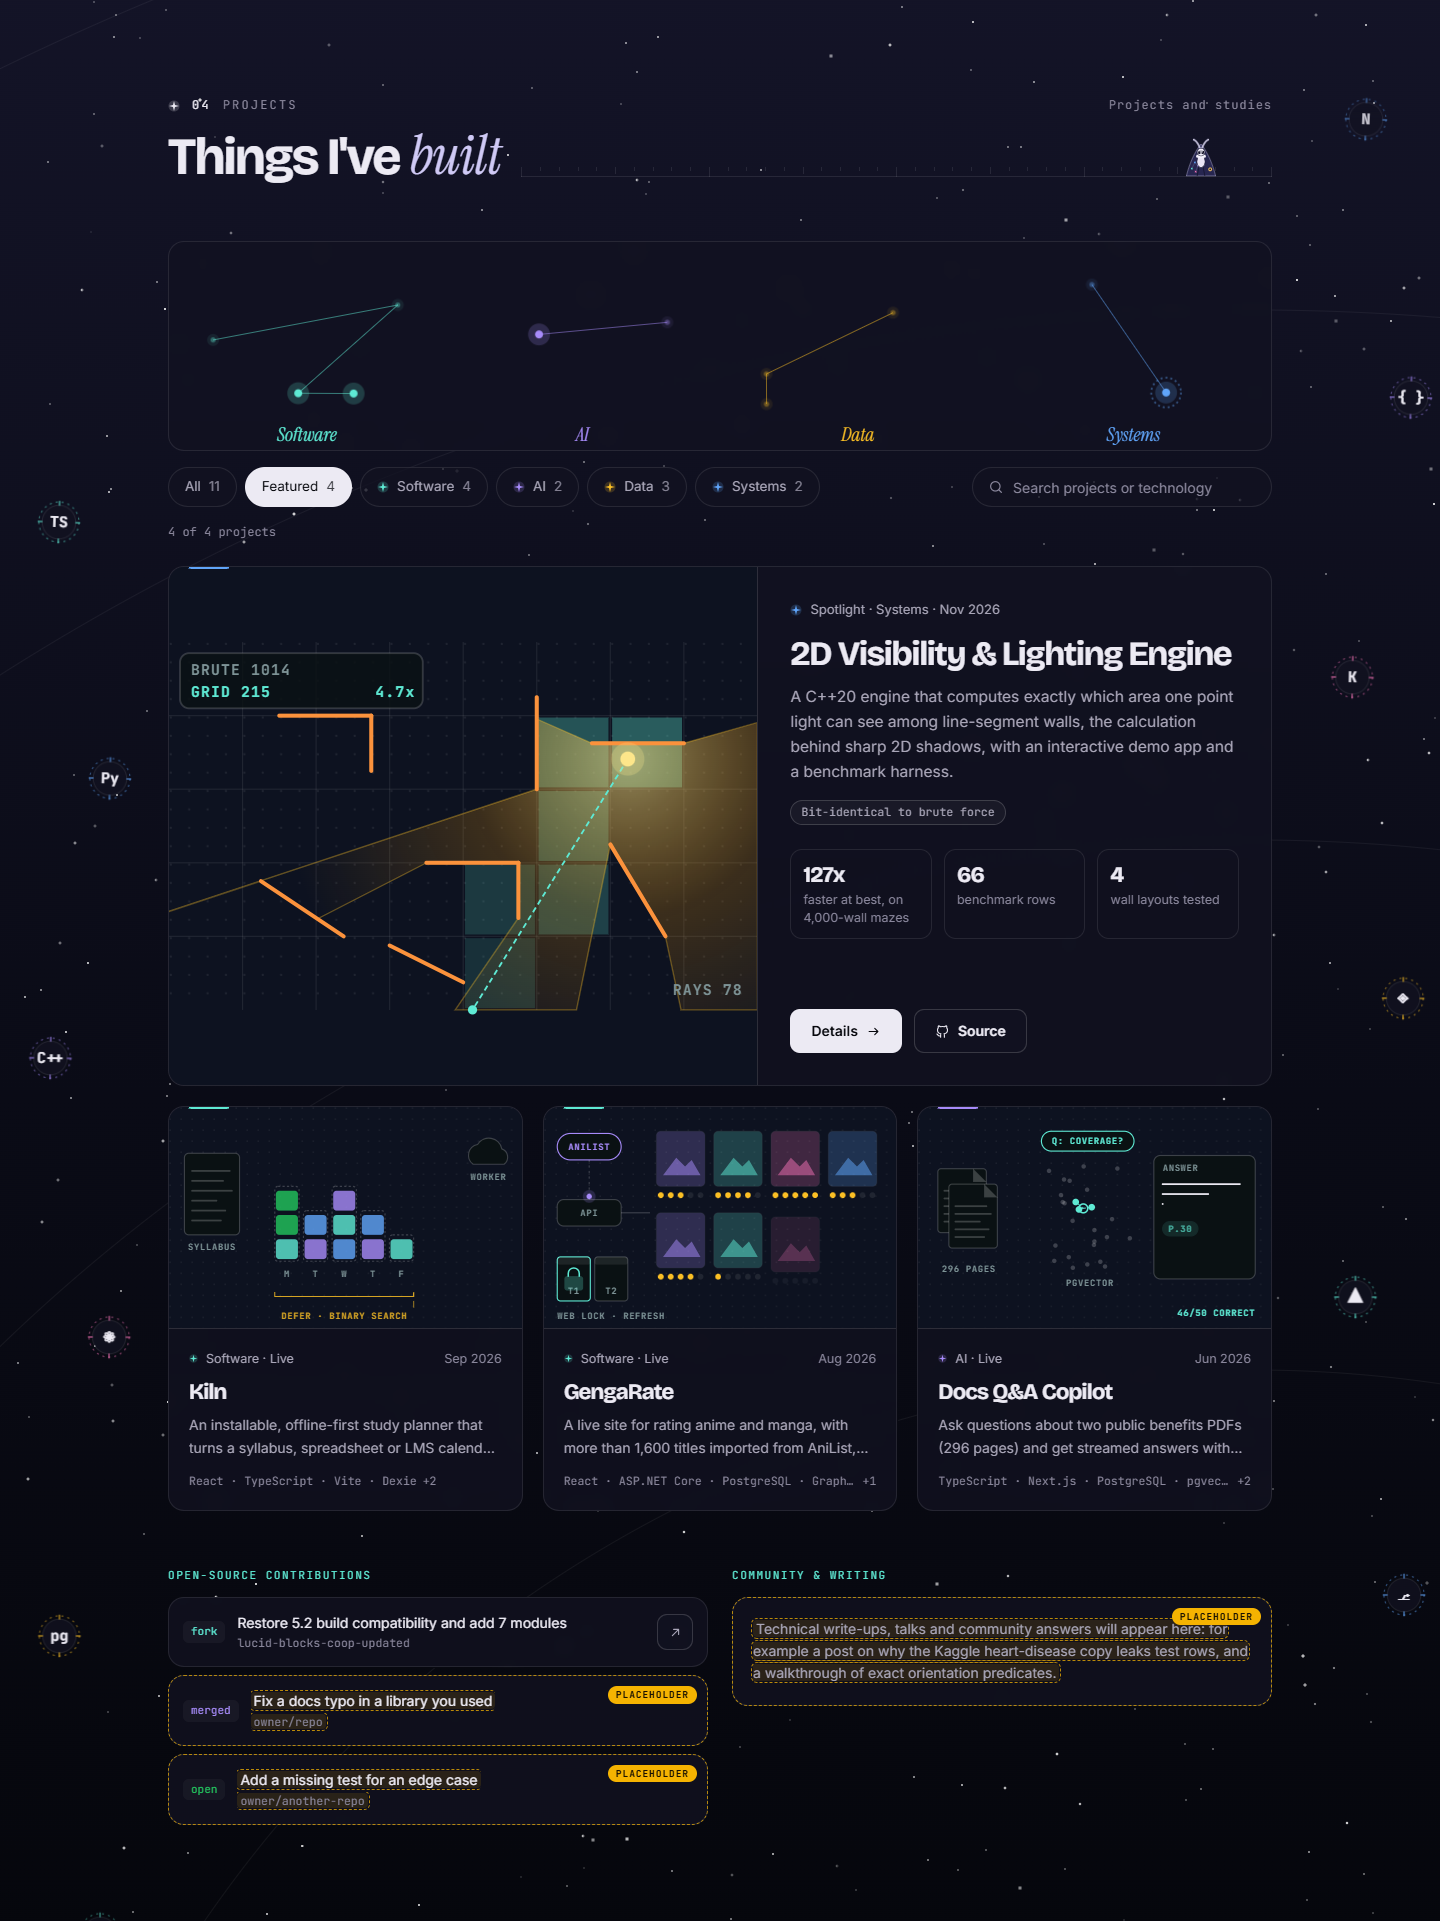 04 PROJECTS
Projects and studies
Things I've built
N
{ }
Software
AI
Data
Systems
All 11
Featured 4
Software 4
AI 2
Data 3
Systems 2
Search projects or technology
TS
4 of 4 projects
BRUTE 1014
GRID 215 4.7x
RAYS 78
Spotlight · Systems · Nov 2026
2D Visibility & Lighting Engine
A C++20 engine that computes exactly which area one point
light can see among line-segment walls, the calculation
behind sharp 2D shadows, with an interactive demo app and
a benchmark harness.
Bit-identical to brute force
127x
faster at best, on
4,000-wall mazes
66
benchmark rows
4
wall layouts tested
Details →
Source
K
Py
C++
SYLLABUS
WORKER
M T W T F
DEFER · BINARY SEARCH
Software · Live
Sep 2026
Kiln
An installable, offline-first study planner that
turns a syllabus, spreadsheet or LMS calend...
React · TypeScript · Vite · Dexie +2
ANILIST
API
T1
T2
WEB LOCK · REFRESH
Software · Live
Aug 2026
GengaRate
A live site for rating anime and manga, with
more than 1,600 titles imported from AniList,...
React · ASP.NET Core · PostgreSQL · Graph… +1
Q: COVERAGE?
296 PAGES
PGVECTOR
ANSWER
P.30
46/50 CORRECT
AI · Live
Jun 2026
Docs Q&A Copilot
Ask questions about two public benefits PDFs
(296 pages) and get streamed answers with...
TypeScript · Next.js · PostgreSQL · pgvec… +2
pg
OPEN-SOURCE CONTRIBUTIONS
fork
Restore 5.2 build compatibility and add 7 modules
lucid-blocks-coop-updated
merged
Fix a docs typo in a library you used
owner/repo
PLACEHOLDER
open
Add a missing test for an edge case
owner/another-repo
PLACEHOLDER
COMMUNITY & WRITING
PLACEHOLDER
Technical write-ups, talks and community answers will appear here: for
example a post on why the Kaggle heart-disease copy leaks test rows, and
a walkthrough of exact orientation predicates.